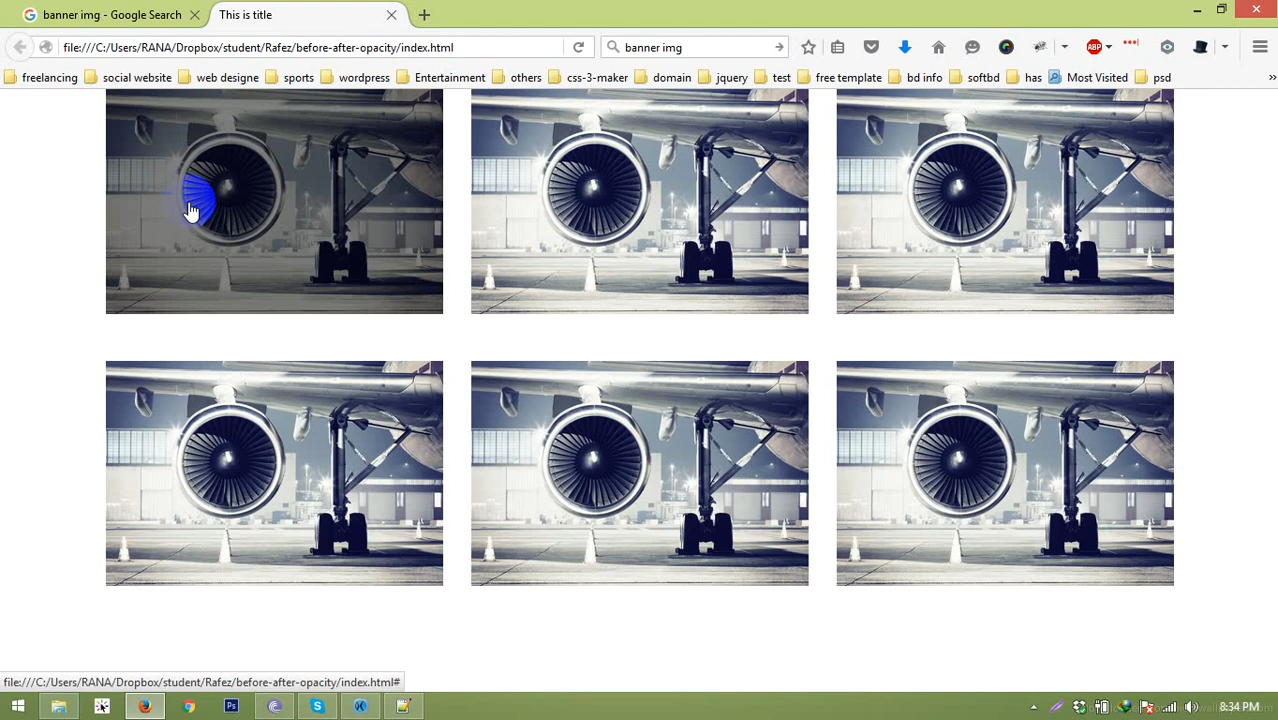 banner img - Google Search
This is title
file:///C:/Users/RANA/Dropbox/student/Rafez/before-after-opacity/index.html
banner img
ABP
freelancing social website web designe sports wordpress Entertainment others css-3-maker domain jquery test free template bd info softbd has Most Visited psd
file:///C:/Users/RANA/Dropbox/student/Rafez/before-after-opacity/index.html#
Ps
8:34 PM